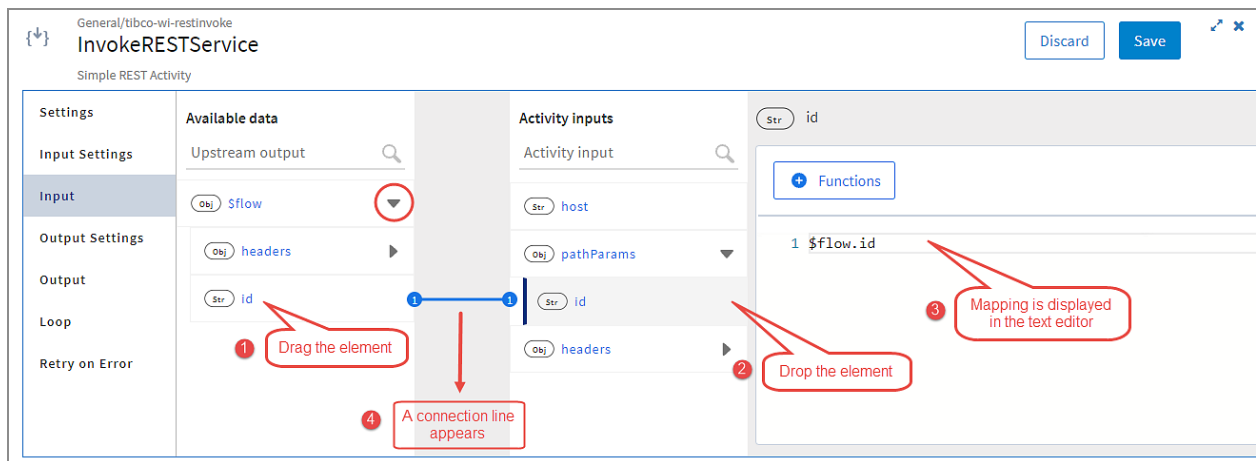 General/tibco-wi-restinvoke
InvokeRESTService
Simple REST Activity
Discard
Save
Settings
Input Settings
Input
Output Settings
Output
Loop
Retry on Error
Available data
Upstream output
Obj $flow
Obj headers
Str id
1
1
1 Drag the element
4 A connection line
appears
Activity inputs
Activity input
Str host
Obj pathParams
Str id
Obj headers
2 Drop the element
Str id
Functions
1 $flow.id
3 Mapping is displayed
in the text editor